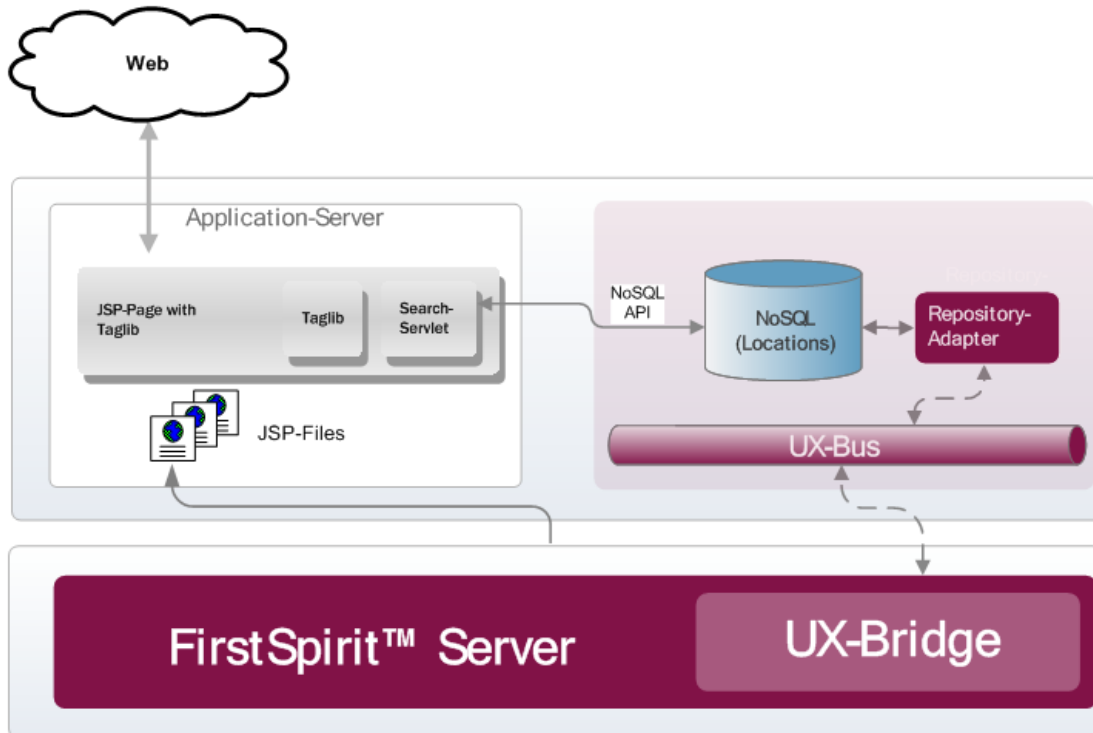 Web
Application-Server
JSP-Page with
Taglib
Taglib
Search-
Servlet
JSP-Files
NoSQL
API
NoSQL
(Locations)
Repository-
Repository-
Adapter
UX-Bus
FirstSpirit™ Server
UX-Bridge